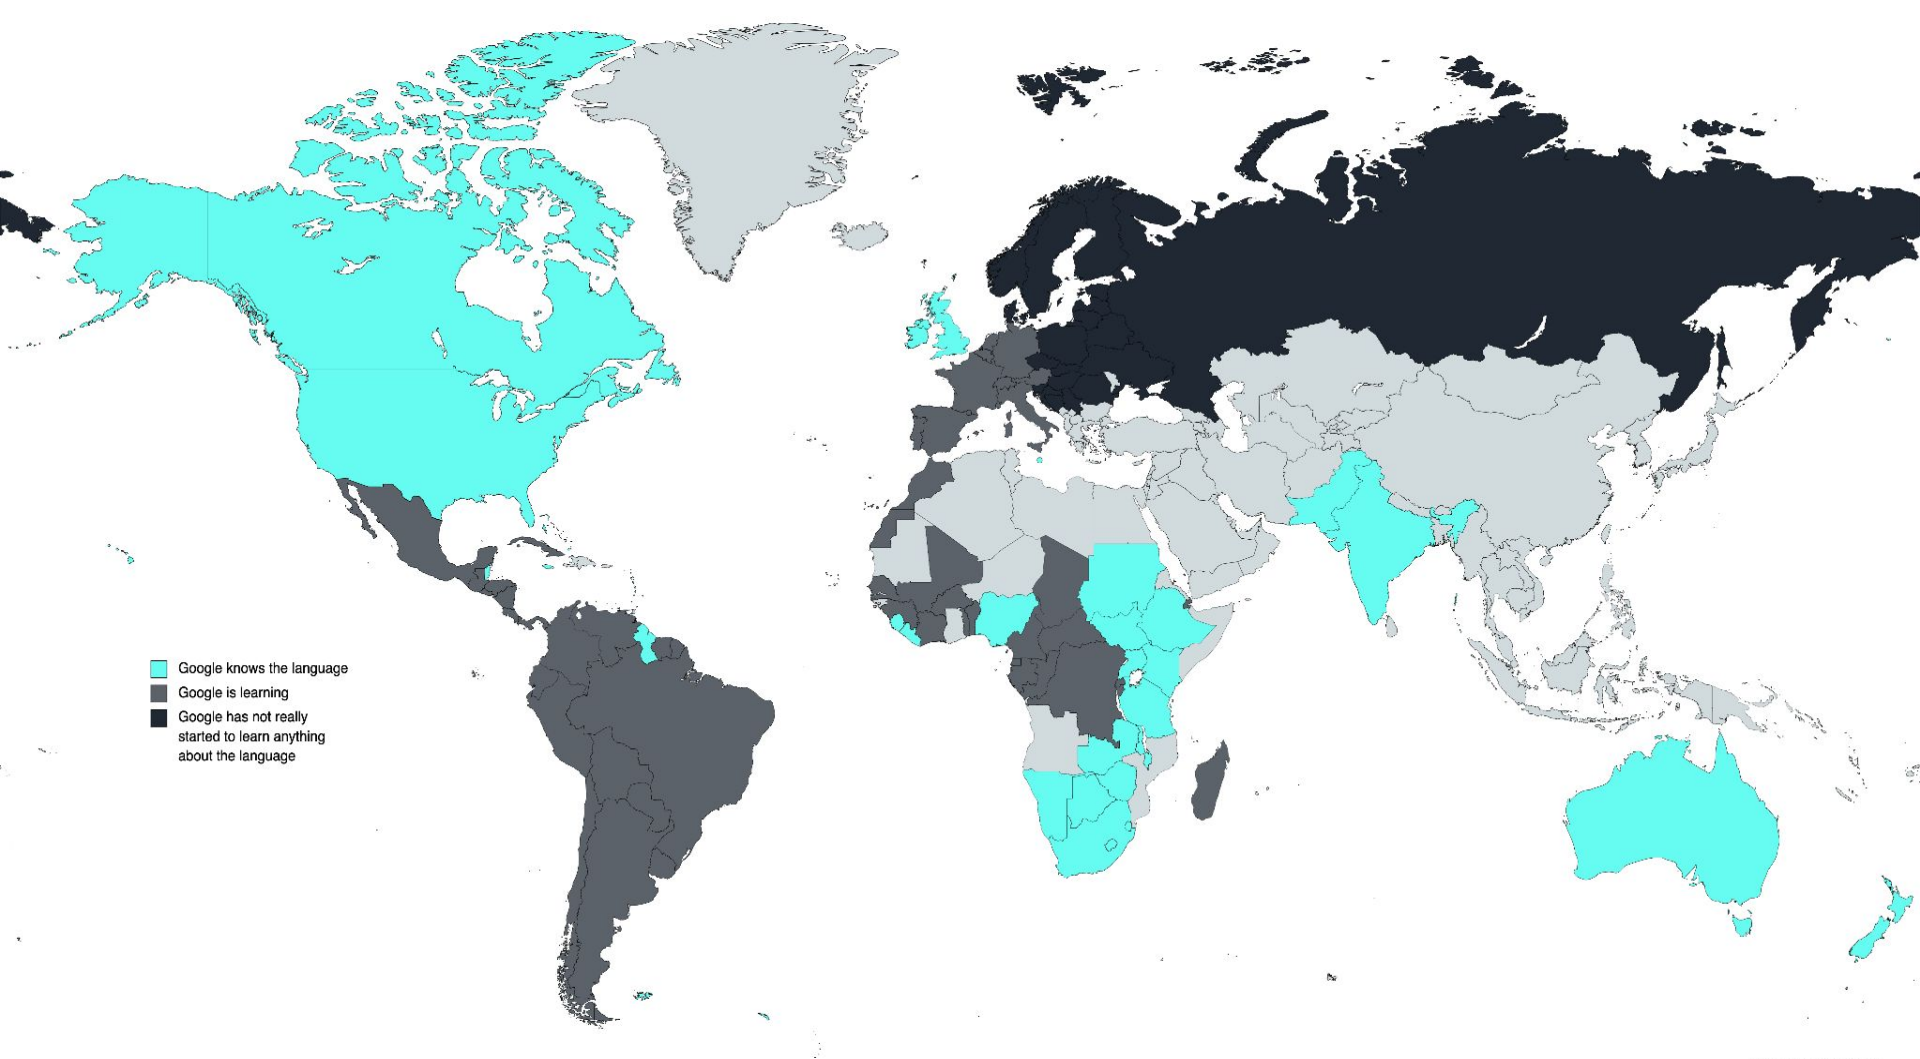 Google knows the language
Google is learning
Google has not really
started to learn anything
about the language